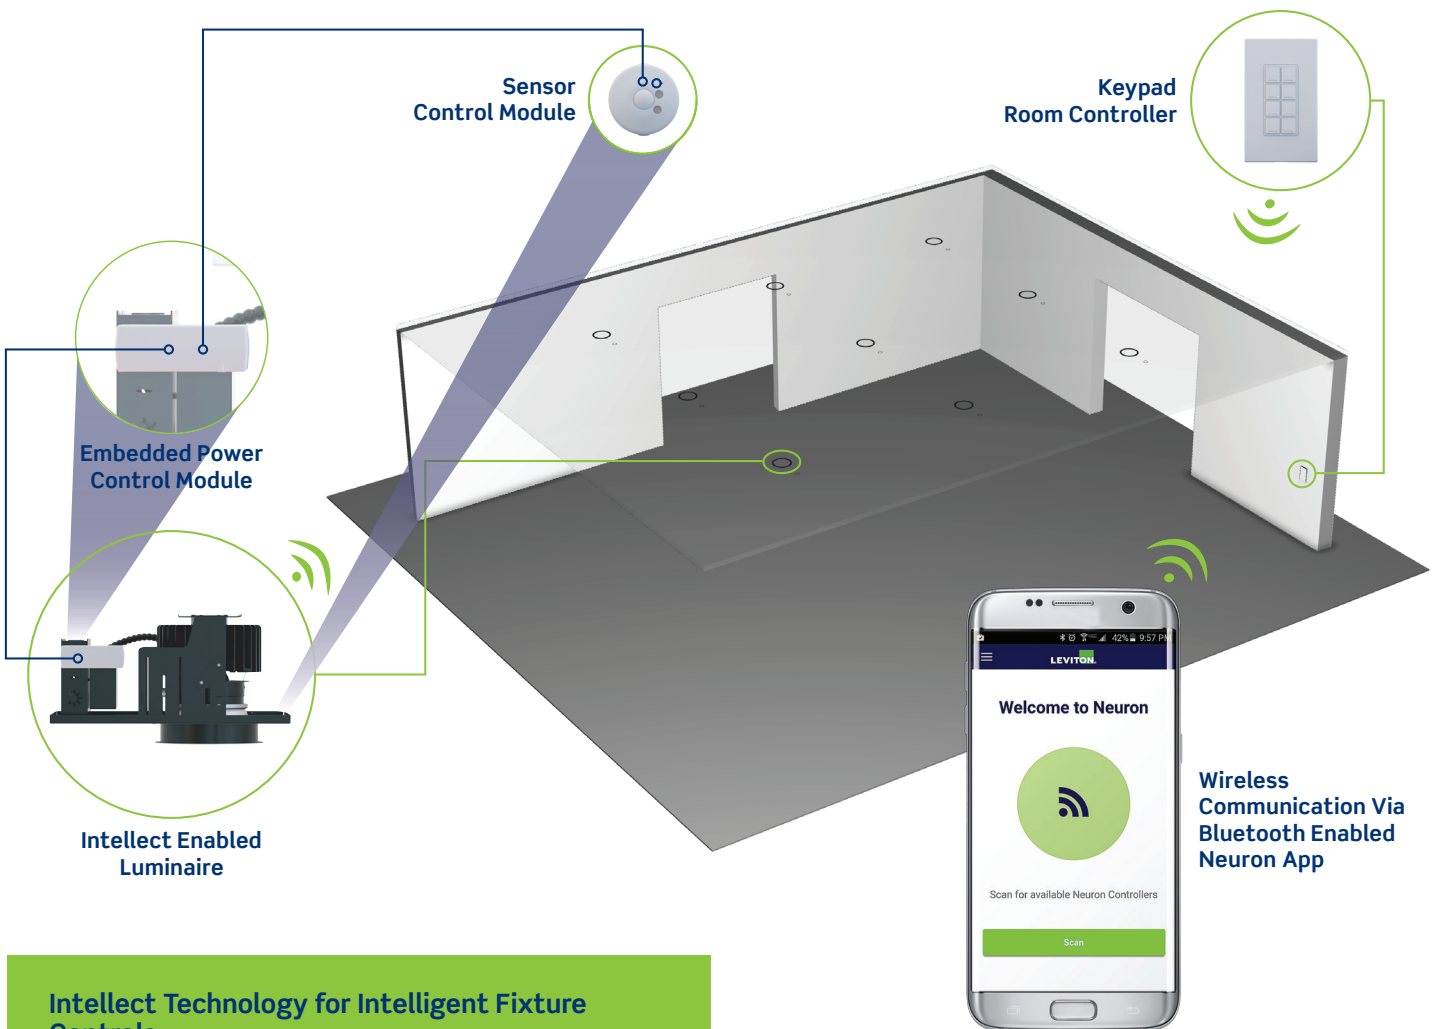 Sensor
Control Module
Keypad
Room Controller
Embedded Power
Control Module
Intellect Enabled
Luminaire
42% 9:57 PM
LEVITON.
Welcome to Neuron
Scan for available Neuron Controllers
Scan
Wireless
Communication Via
Bluetooth Enabled
Neuron App
Intellect Technology for Intelligent Fixture
Controls